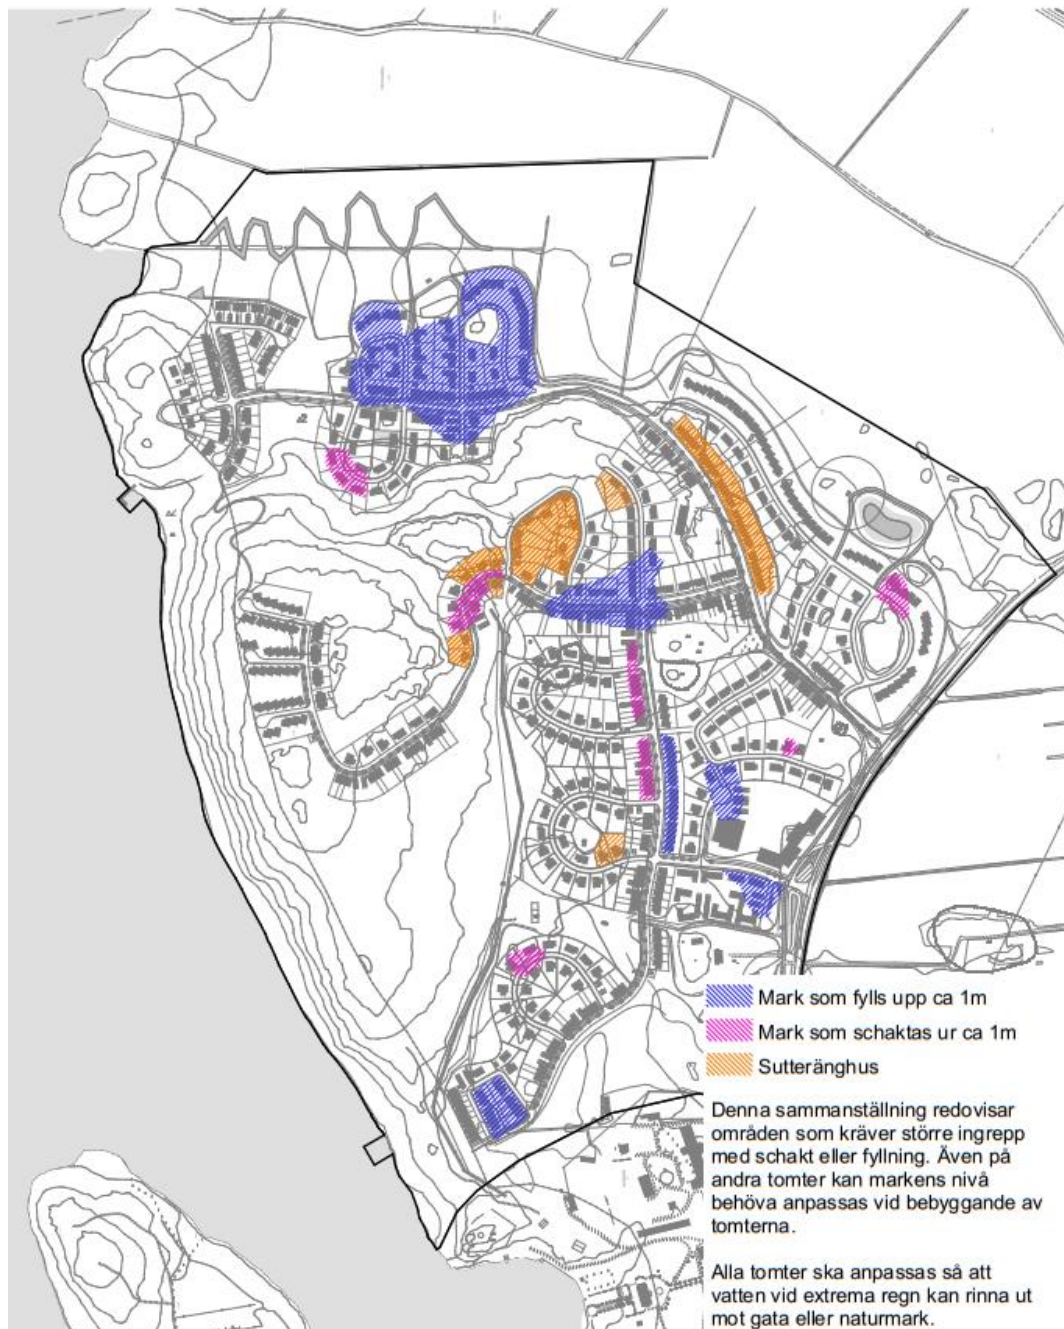 Mark som fylls upp ca 1m
Mark som schaktas ur ca 1m
Sutteränghus
Denna sammanställning redovisar
områden som kräver större ingrepp
med schakt eller fyllning. Även på
andra tomter kan markens nivå
behöva anpassas vid bebyggande av
tomterna.
Alla tomter ska anpassas så att
vatten vid extrema regn kan rinna ut
mot gata eller naturmark.